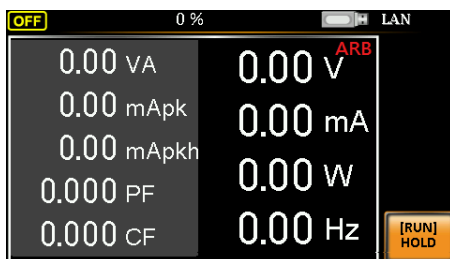 OFF 0 % LAN
ARB
0.00 VA 0.00 V
0.00 mApk 0.00 mA
0.00 mApkh 0.00 W
0.000 PF 0.00 Hz
0.000 CF
[RUN]
HOLD